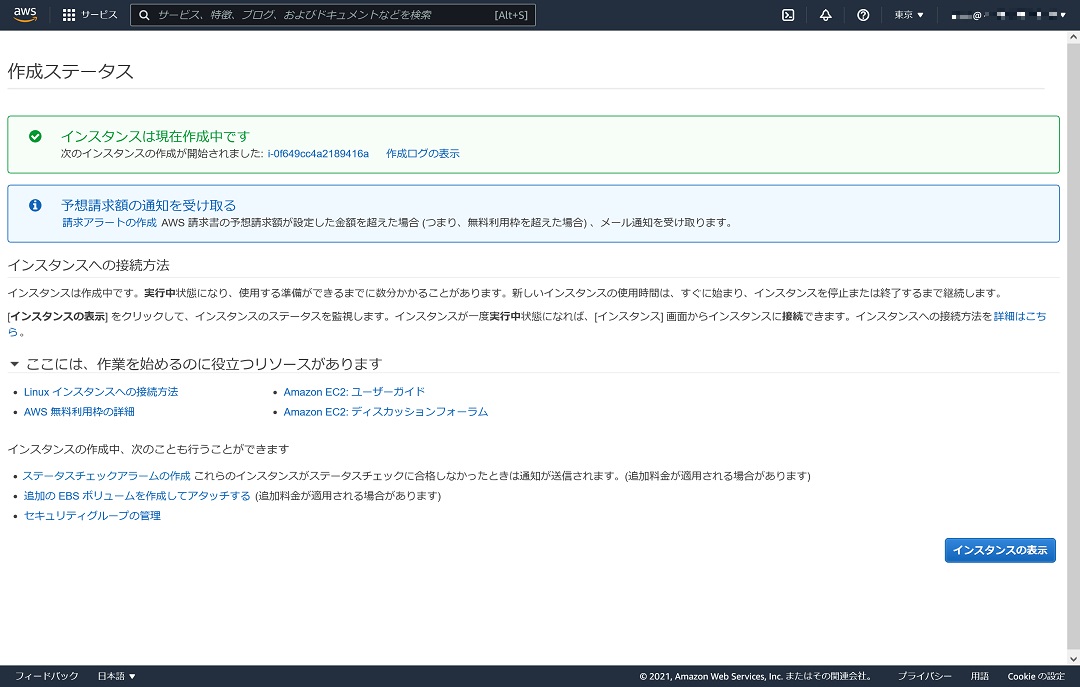 aws サービス サービス、特徴、ブログ、およびドキュメントなどを検索 [Alt+S] 東京 ▼ @
作成ステータス
インスタンスは現在作成中です
次のインスタンスの作成が開始されました: i-0f649cc4a2189416a 作成ログの表示
予想請求額の通知を受け取る
請求アラートの作成 AWS 請求書の予想請求額が設定した金額を超えた場合 (つまり、無料利用枠を超えた場合) 、メール通知を受け取ります。
インスタンスへの接続方法
インスタンスは作成中です。実行中状態になり、使用する準備ができるまでに数分かかることがあります。新しいインスタンスの使用時間は、すぐに始まり、インスタンスを停止または終了するまで継続します。
[インスタンスの表示] をクリックして、インスタンスのステータスを監視します。インスタンスが一度実行中状態になれば、[インスタンス] 画面からインスタンスに接続できます。インスタンスへの接続方法を詳細はこち
ら 。
▼ ここには、作業を始めるのに役立つリソースがあります
• Linux インスタンスへの接続方法 • Amazon EC2: ユーザーガイド
• AWS 無料利用枠の詳細 • Amazon EC2: ディスカッションフォーラム
インスタンスの作成中、次のことも行うことができます
• ステータスチェックアラームの作成 これらのインスタンスがステータスチェックに合格しなかったときは通知が送信されます。(追加料金が適用される場合があります)
• 追加の EBS ボリュームを作成してアタッチする (追加料金が適用される場合があります)
• セキュリティグループの管理
インスタンスの表示
フィードバック 日本語 ▼ © 2021, Amazon Web Services, Inc. またはその関連会社。 プライバシー 用語 Cookie の設定